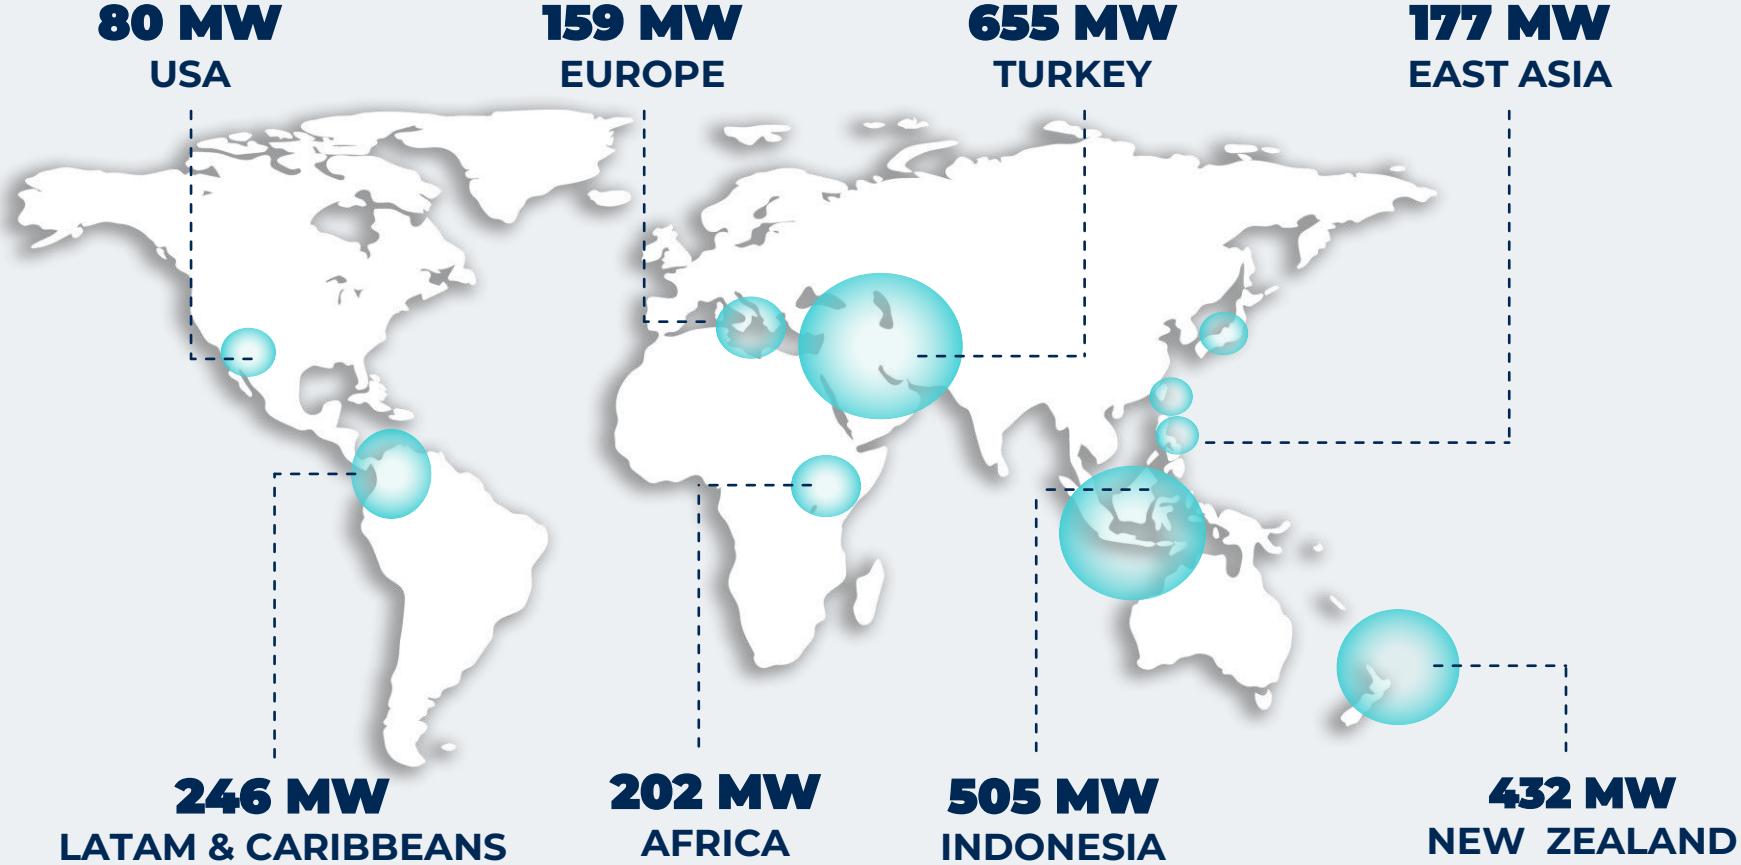 80 MW
USA
159 MW
EUROPE
655 MW
TURKEY
177 MW
EAST ASIA
246 MW
LATAM & CARIBBEANS
202 MW
AFRICA
505 MW
INDONESIA
432 MW
NEW ZEALAND